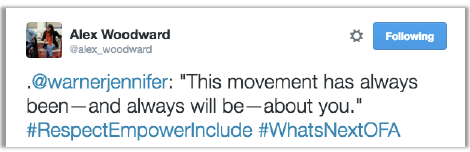 Alex Woodward
@alex_woodward
Following
.@warnerjennifer: "This movement has always
been—and always will be—about you."
#RespectEmpowerInclude #WhatsNextOFA